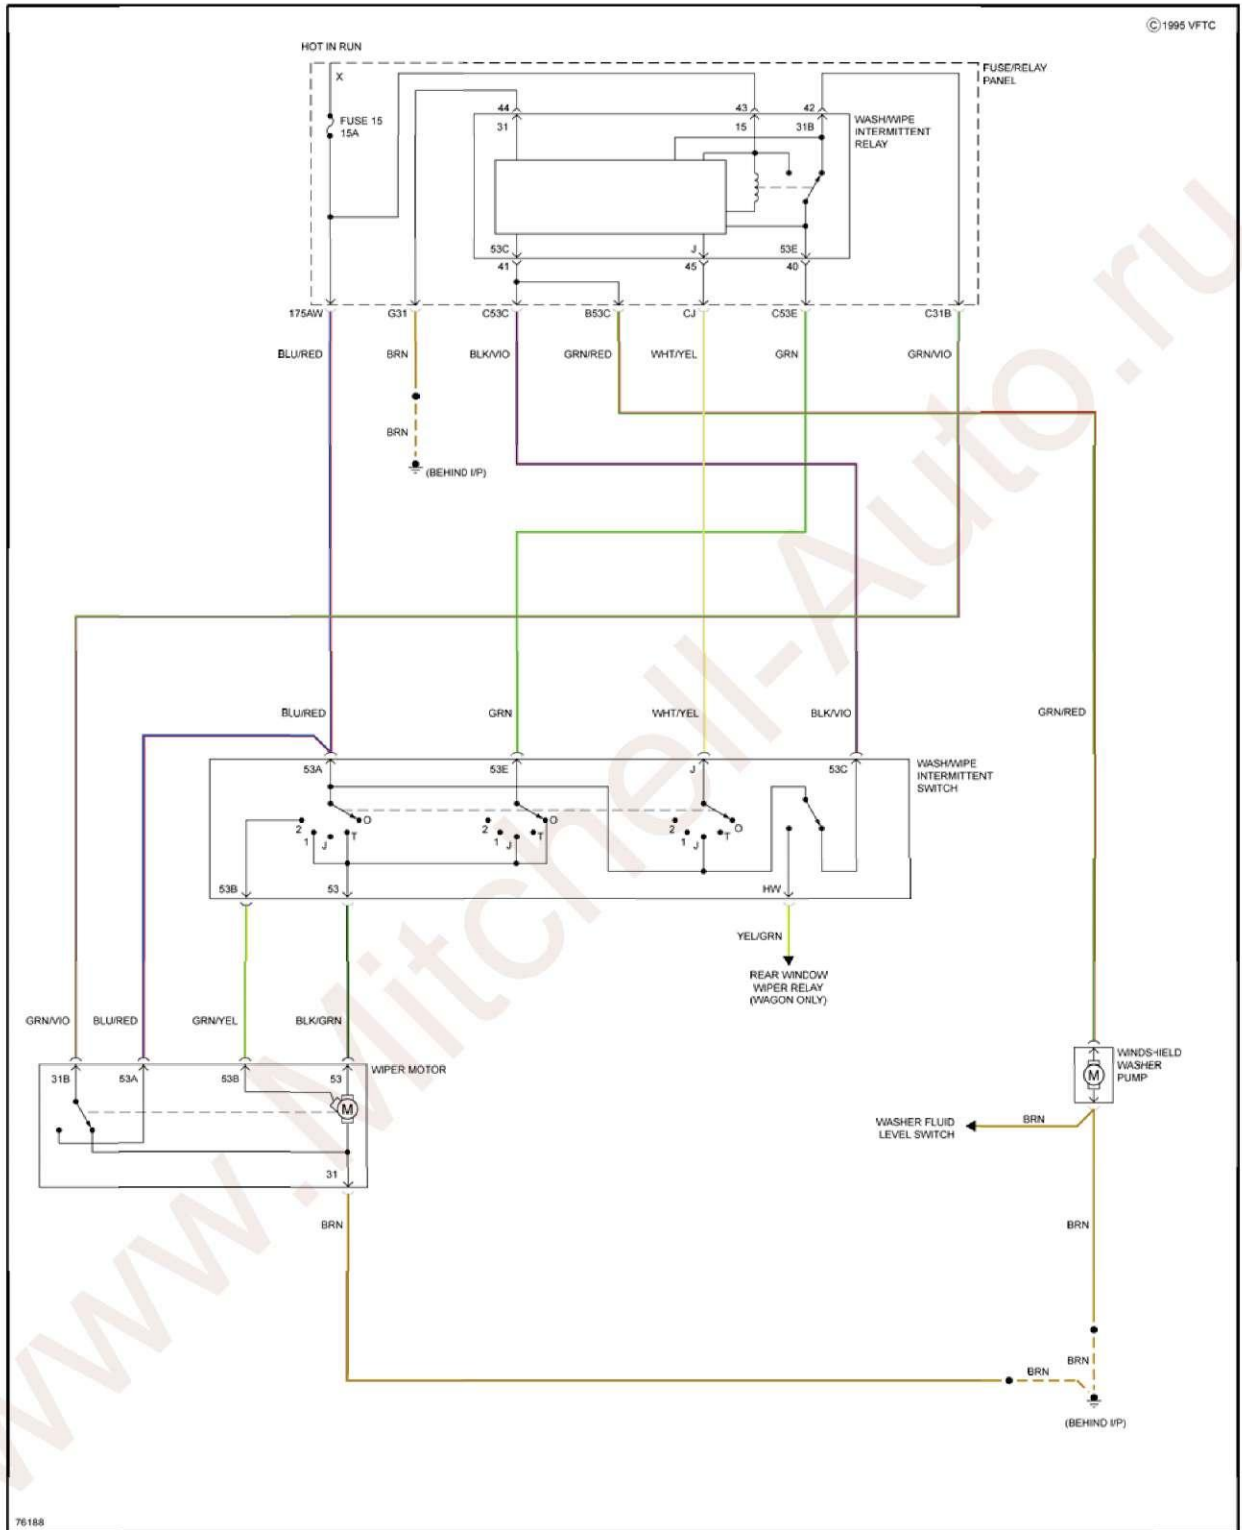 © 1995 VFTC
HOT IN RUN
X
FUSE/RELAY
PANEL
FUSE 15
15A
44
43
42
31
15
31B
WASH/WIPE
INTERMITTENT
RELAY
53C
J
53E
41
45
40
175AW
G31
C53C
B53C
CJ
C53E
C31B
BLU/RED
BRN
BLK/VIO
GRN/RED
WHT/YEL
GRN
GRN/VIO
BRN
(BEHIND I/P)
BLU/RED
GRN
WHT/YEL
BLK/VIO
GRN/RED
53A
53E
J
53C
WASH/WIPE
INTERMITTENT
SWITCH
2
1
J
T
O
2
1
J
T
O
2
1
J
T
O
53B
53
HW
YEL/GRN
REAR WINDOW
WIPER RELAY
(WAGON ONLY)
GRN/VIO
BLU/RED
GRN/YEL
BLK/GRN
31B
53A
53B
53
WIPER MOTOR
M
31
WINDSHIELD
WASHER
PUMP
M
WASHER FLUID
LEVEL SWITCH
BRN
BRN
BRN
BRN
BRN
(BEHIND I/P)
76188
www.Mitchell-Auto.ru